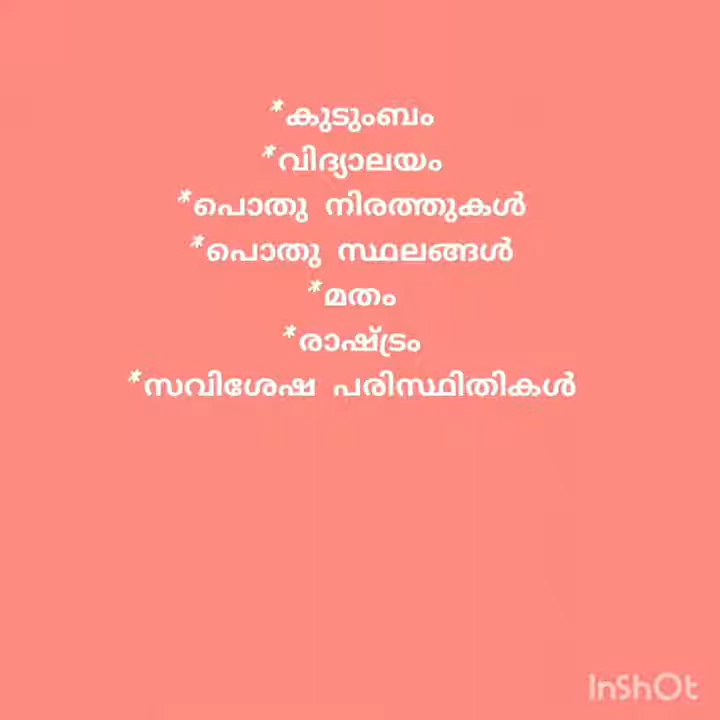 *കുടുംബം
*വിദ്യാലയം
*പൊതു നിരത്തുകൾ
*പൊതു സ്ഥലങ്ങൾ
*മതം
*രാഷ്ട്രം
*സവിശേഷ പരിസ്ഥിതികൾ
InShOt